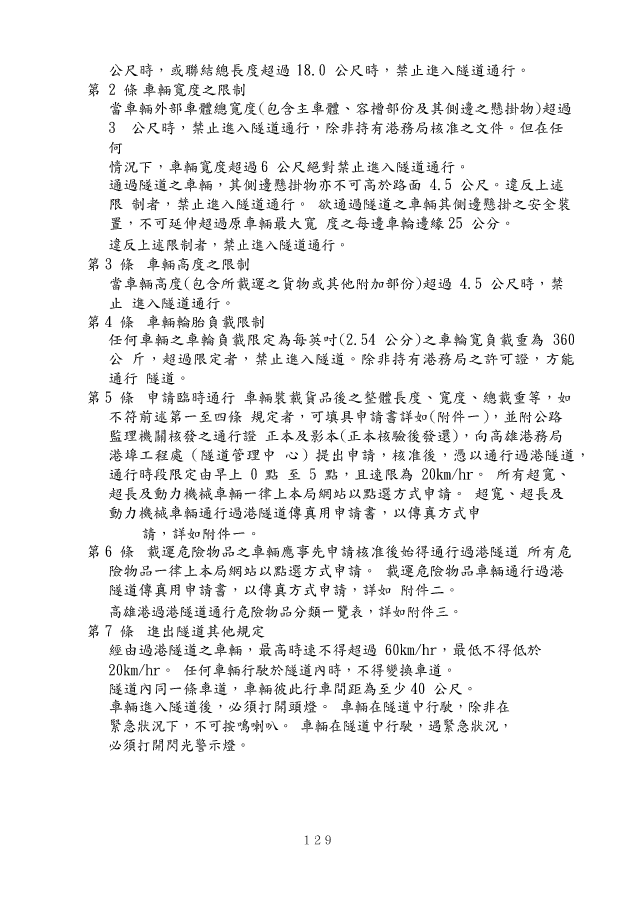 公尺時，或聯結總長度超過 18.0 公尺時，禁止進入隧道通行。
第 2 條 車輛寬度之限制
當車輛外部車體總寬度(包含主車體、容槽部份及其側邊之懸掛物)超過
3 公尺時，禁止進入隧道通行，除非持有港務局核准之文件。但在任
何
情況下，車輛寬度超過 6 公尺絕對禁止進入隧道通行。
通過隧道之車輛，其側邊懸掛物亦不可高於路面 4.5 公尺。違反上述
限 制者，禁止進入隧道通行。 欲通過隧道之車輛其側邊懸掛之安全裝
置，不可延伸超過原車輛最大寬 度之每邊車輪邊緣 25 公分。
違反上述限制者，禁止進入隧道通行。
第 3 條 車輛高度之限制
當車輛高度(包含所載運之貨物或其他附加部份)超過 4.5 公尺時，禁
止 進入隧道通行。
第 4 條 車輛輪胎負載限制
任何車輛之車輪負載限定為每英吋(2.54 公分)之車輪寬負載重為 360
公 斤，超過限定者，禁止進入隧道。除非持有港務局之許可證，方能
通行 隧道。
第 5 條 申請臨時通行 車輛裝載貨品後之整體長度、寬度、總載重等，如
不符前述第一至四條 規定者，可填具申請書詳如(附件一)，並附公路
監理機關核發之通行證 正本及影本(正本核驗後發還)，向高雄港務局
港埠工程處（隧道管理中 心）提出申請，核准後，憑以通行過港隧道，
通行時段限定由早上 0 點 至 5 點，且速限為 20km/hr。 所有超寬、
超長及動力機械車輛一律上本局網站以點選方式申請。 超寬、超長及
動力機械車輛通行過港隧道傳真用申請書，以傳真方式申
請，詳如附件一。
第 6 條 載運危險物品之車輛應事先申請核准後始得通行過港隧道 所有危
險物品一律上本局網站以點選方式申請。 載運危險物品車輛通行過港
隧道傳真用申請書，以傳真方式申請，詳如 附件二。
高雄港過港隧道通行危險物品分類一覽表，詳如附件三。
第 7 條 進出隧道其他規定
經由過港隧道之車輛，最高時速不得超過 60km/hr，最低不得低於
20km/hr。 任何車輛行駛於隧道內時，不得變換車道。
隧道內同一條車道，車輛彼此行車間距為至少 40 公尺。
車輛進入隧道後，必須打開頭燈。 車輛在隧道中行駛，除非在
緊急狀況下，不可按鳴喇叭。 車輛在隧道中行駛，遇緊急狀況，
必須打開閃光警示燈。
129